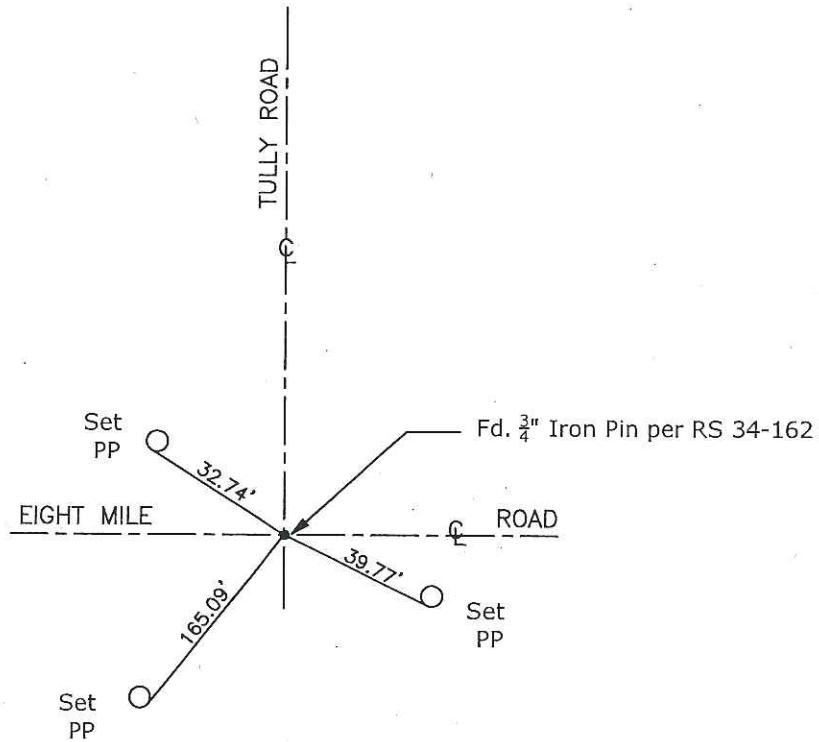 TULLY ROAD
℄
Set
PP
32.74'
Fd. 3/4" Iron Pin per RS 34-162
EIGHT MILE
℄ ROAD
39.77'
165.09'
Set
PP
Set
PP